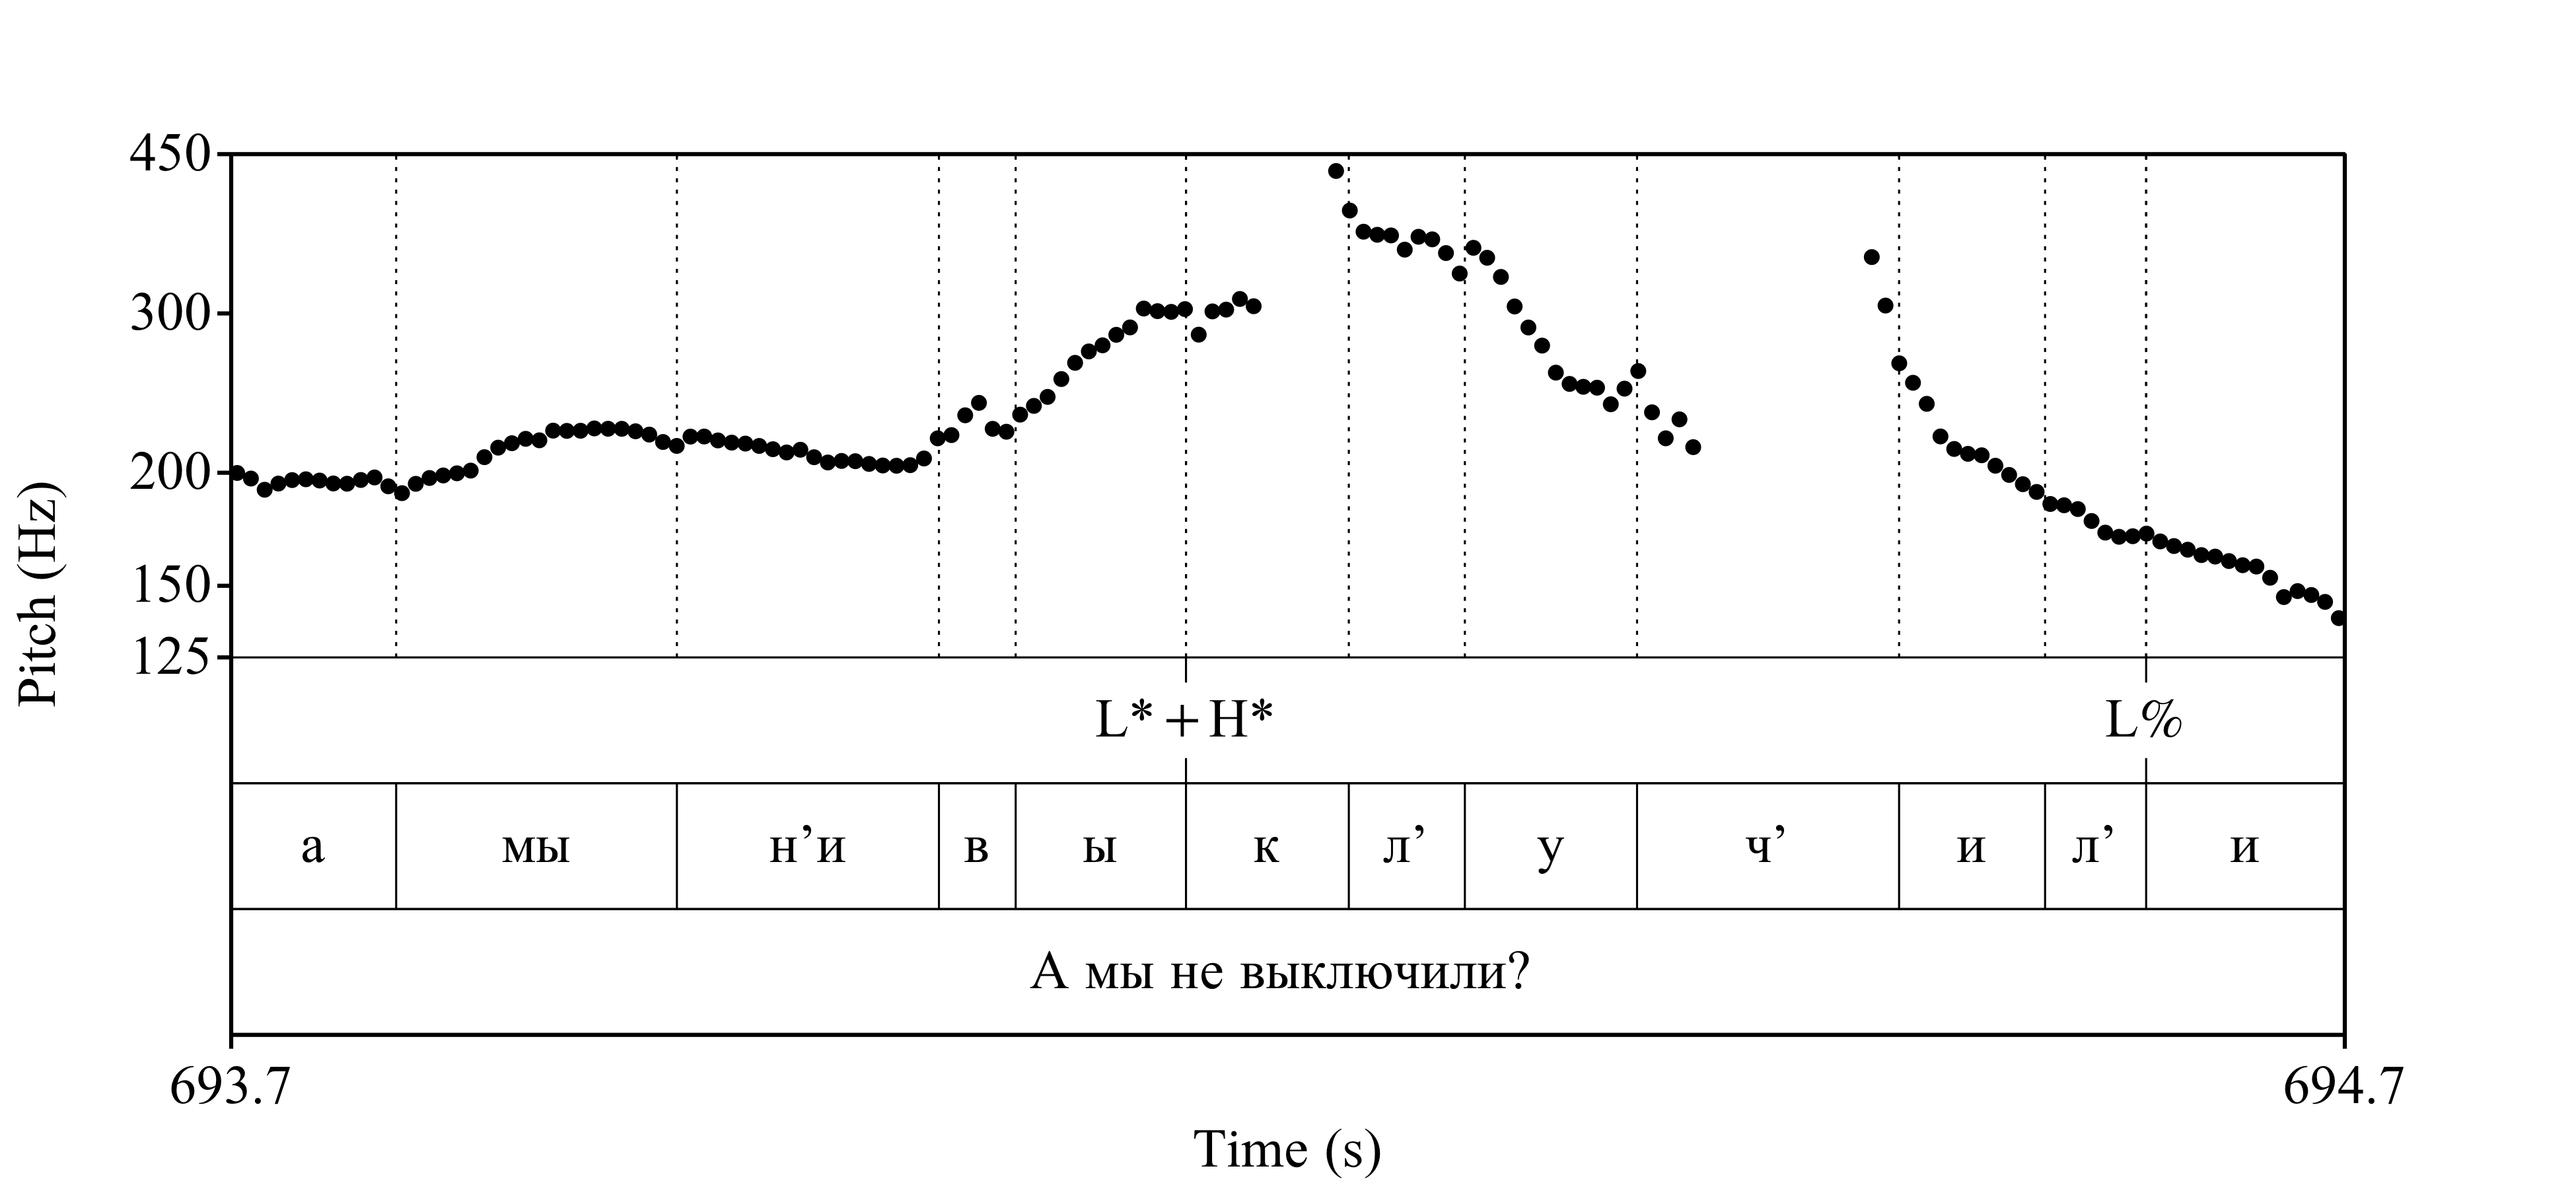 450
300
200
150
125
Pitch (Hz)
L*+H* L%
а мы н’и в ы к л’ у ч’ и л’ и
А мы не выключили?
693.7 694.7
Time (s)